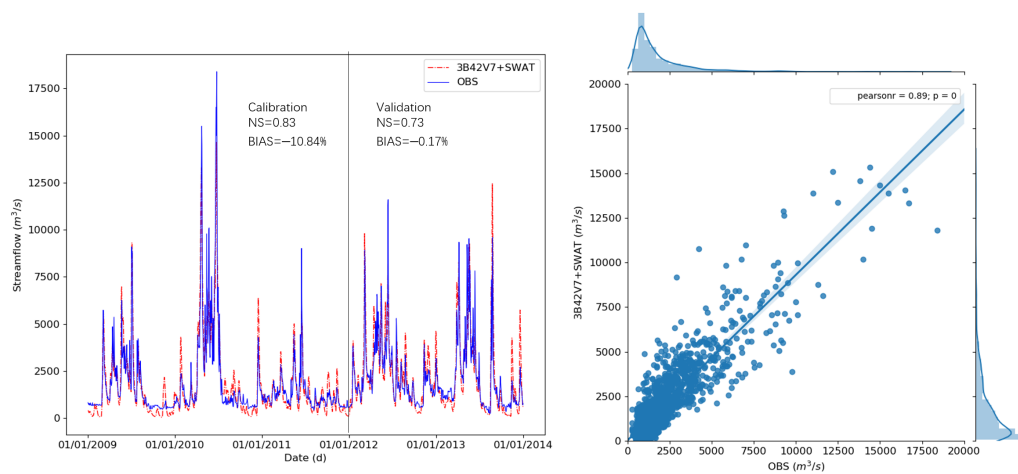 3B42V7+SWAT
OBS
Calibration
NS=0.83
BIAS=−10.84%
Validation
NS=0.73
BIAS=−0.17%
17500
15000
12500
10000
7500
5000
2500
0
Streamflow (m³/s)
01/01/2009
01/01/2010
01/01/2011
01/01/2012
01/01/2013
01/01/2014
Date (d)
pearsonr = 0.89; p = 0
20000
17500
15000
12500
10000
7500
5000
2500
0
3B42V7+SWAT (m³/s)
0
2500
5000
7500
10000
12500
15000
17500
20000
OBS (m³/s)